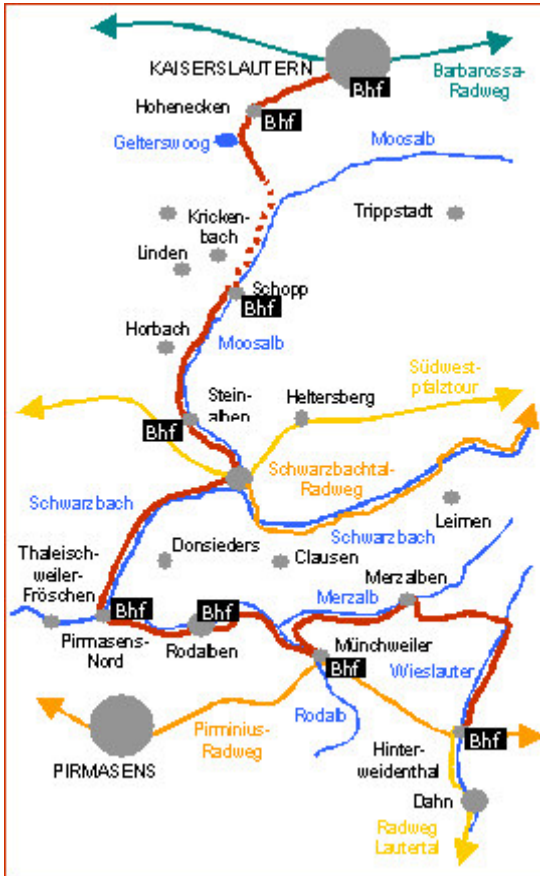 KAISERSLAUTERN
Barbarossa-
Radweg
Bhf
Hohenecken
Bhf
Gelterswoog
Moosalb
Kricken-
bach
Trippstadt
Linden
Schopp
Bhf
Horbach
Moosalb
Südwest-
pfalztour
Stein-
alben
Heltersberg
Bhf
Schwarzbachtal-
Radweg
Schwarzbach
Leimen
Schwarzbach
Donsieders
Clausen
Thaleisch-
weiler-
Fröschen
Merzalben
Merzalb
Bhf
Bhf
Pirmasens-
Nord
Rodalben
Münchweiler
Bhf
Wieslauter
Rodalb
Pirminius-
Radweg
Bhf
Hinter-
weidenthal
PIRMASENS
Dahn
Radweg
Lautertal